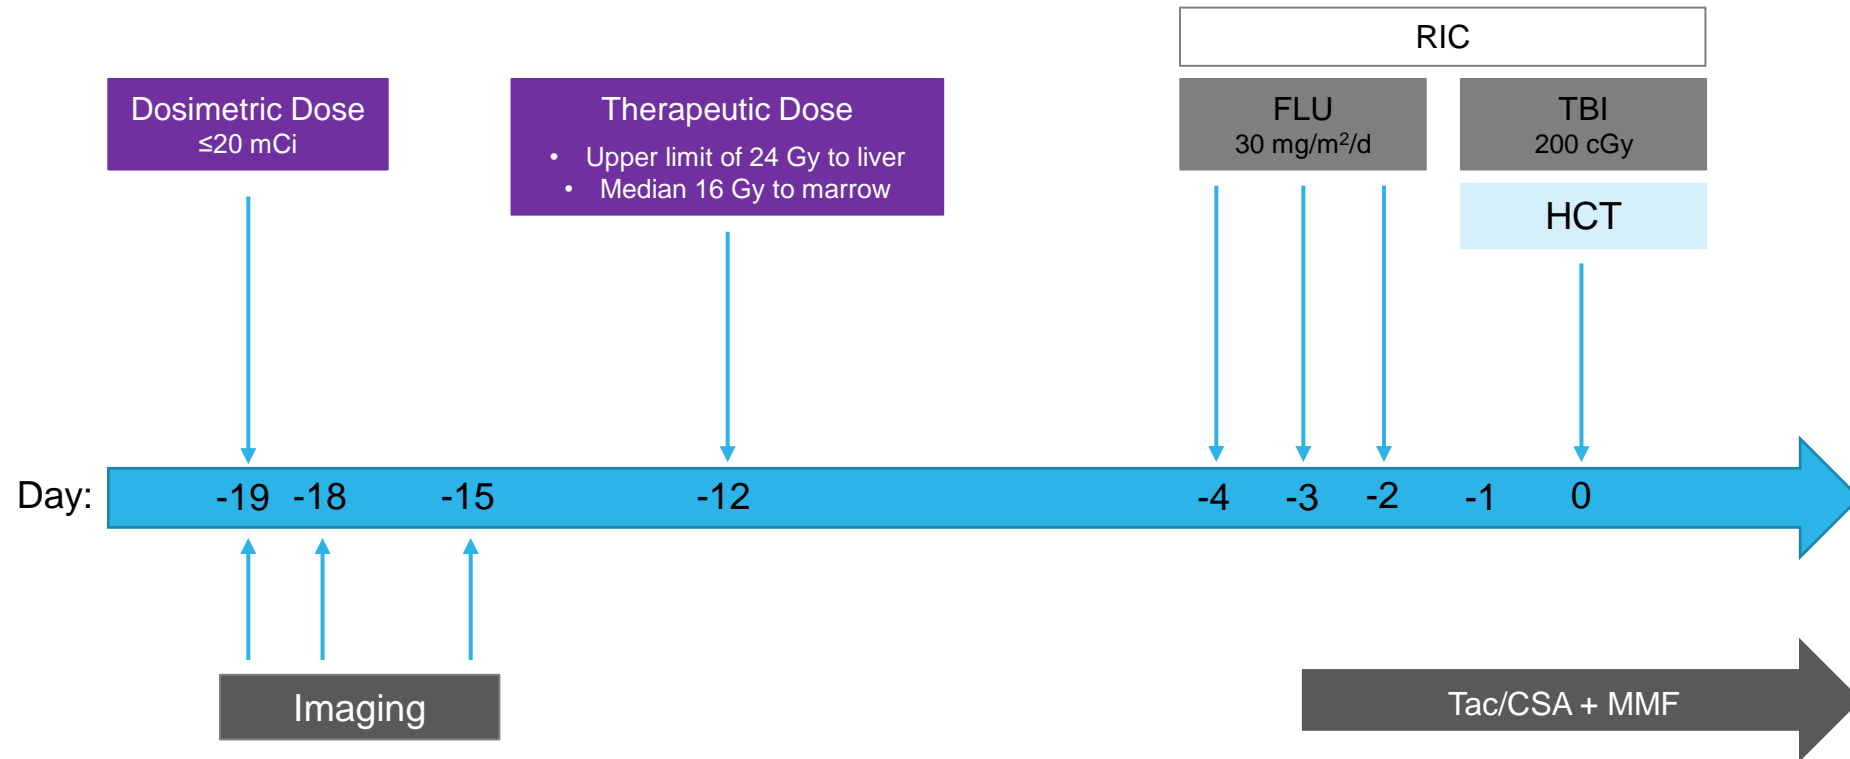 RIC
Dosimetric Dose
≤20 mCi
Therapeutic Dose
• Upper limit of 24 Gy to liver
• Median 16 Gy to marrow
FLU
30 mg/m²/d
TBI
200 cGy
HCT
Day: -19 -18 -15 -12 -4 -3 -2 -1 0
Imaging
Tac/CSA + MMF